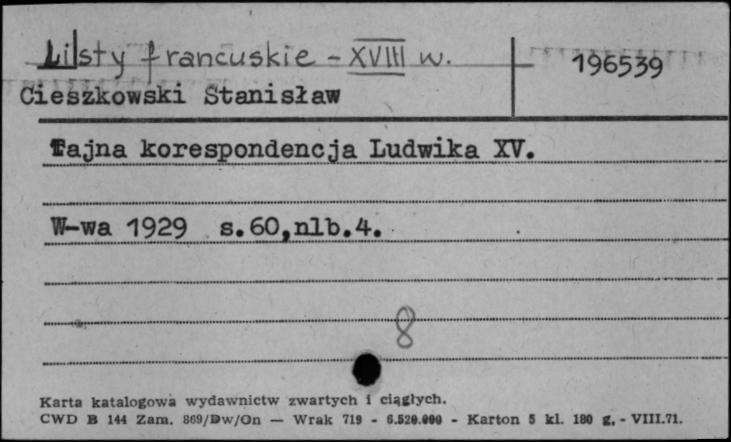 Listy francuskie - XVIII w.
196539
Cieszkowski Stanisław
Tajna korespondencja Ludwika XV.
W-wa 1929 s.60,nlb.4.
8
Karta katalogowa wydawnictw zwartych i ciągłych.
CWD B 144 Zam. 869/Dw/On — Wrak 719 - 6.520.000 - Karton 5 kl. 180 g. - VIII.71.